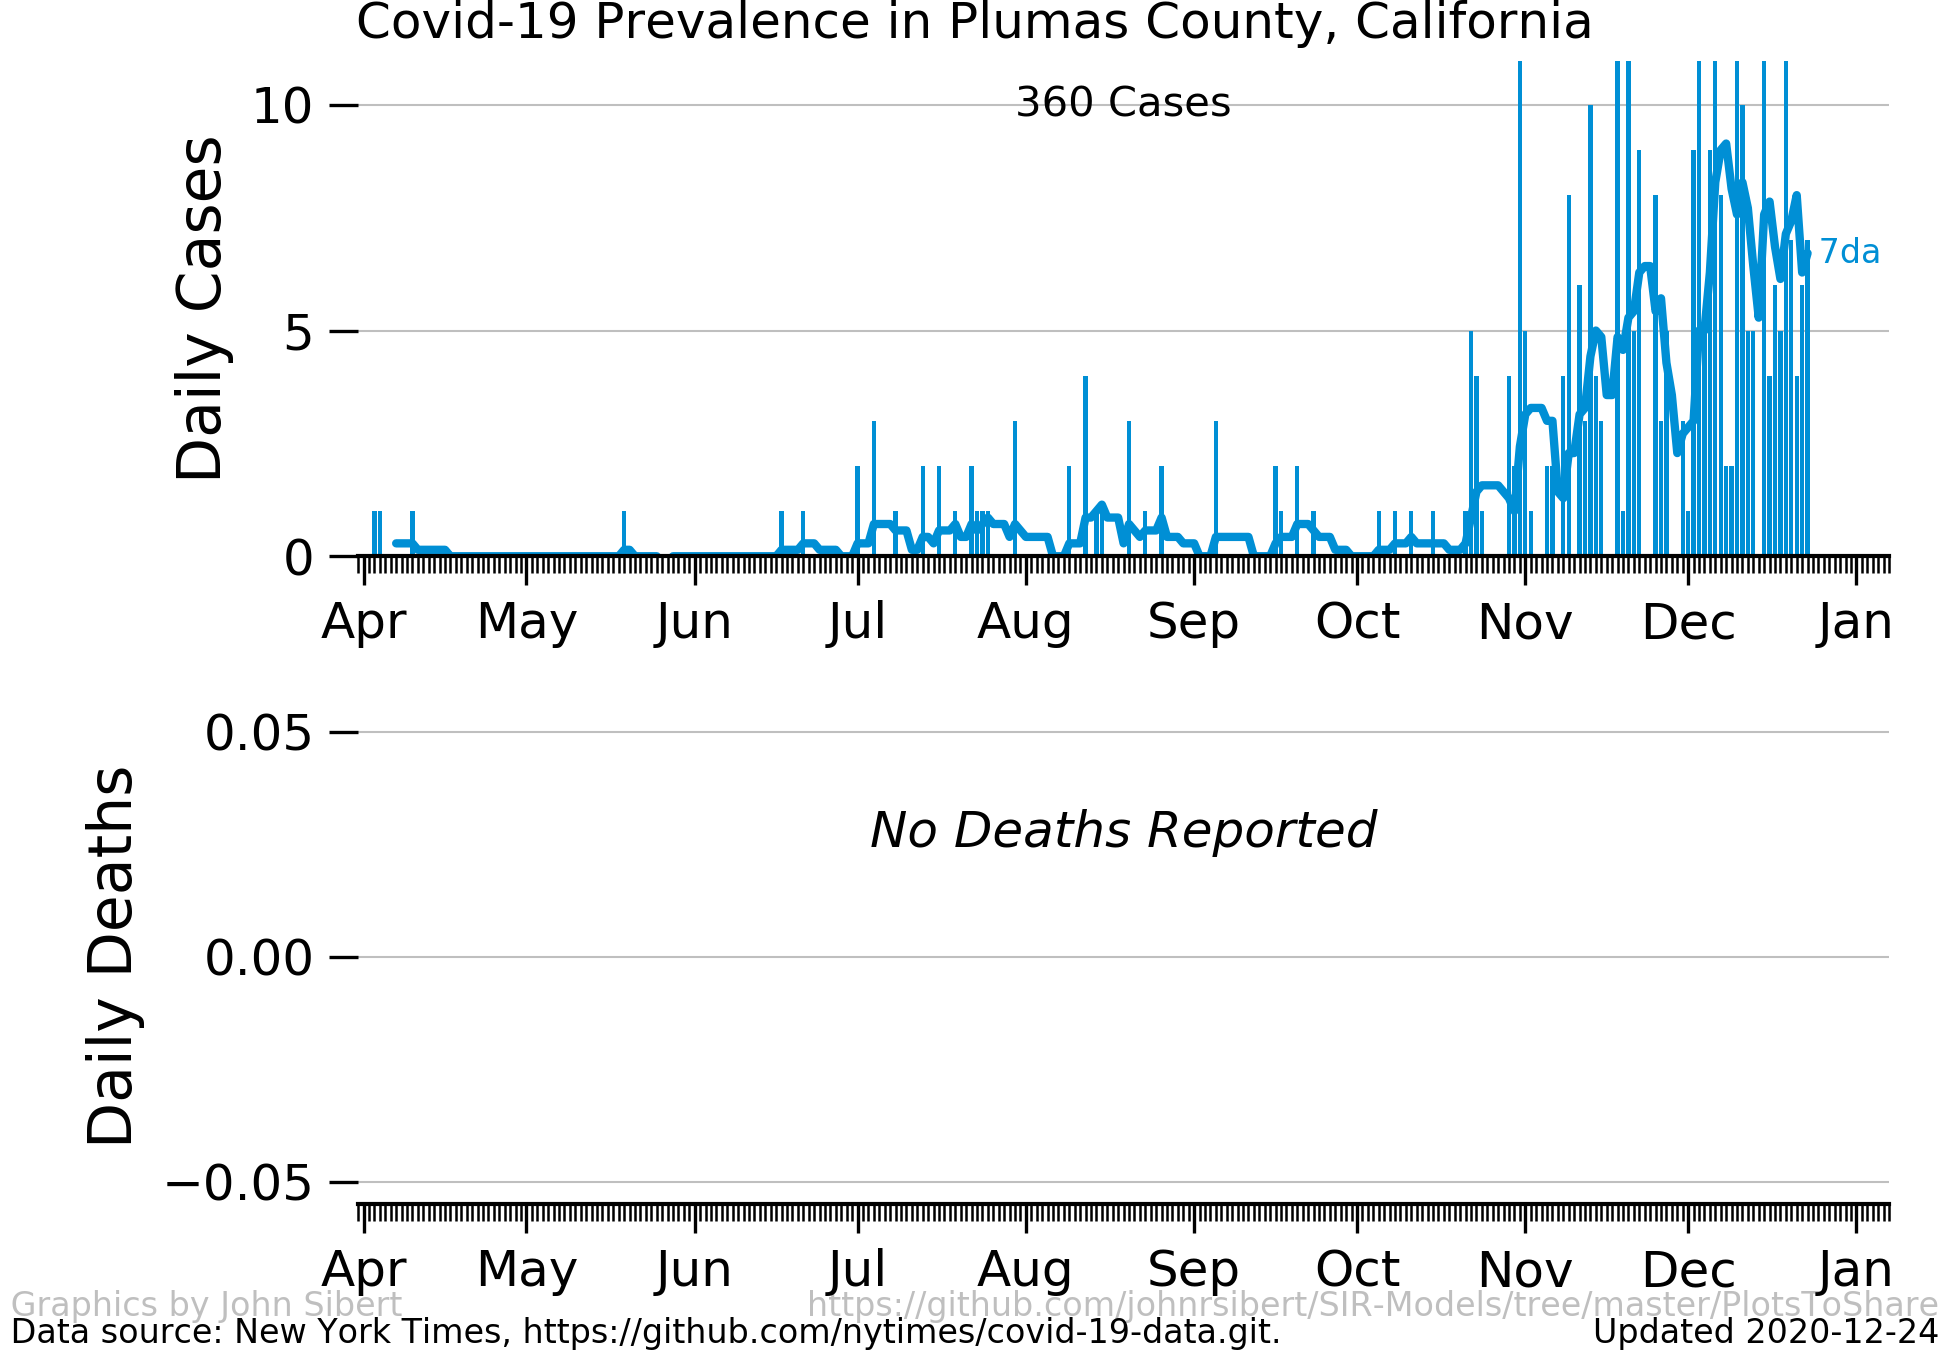 Covid-19 Prevalence in Plumas County, California
360 Cases
Daily Cases
10
5
0
7da
Apr May Jun Jul Aug Sep Oct Nov Dec Jan
Daily Deaths
0.05
0.00
−0.05
No Deaths Reported
Apr May Jun Jul Aug Sep Oct Nov Dec Jan
Graphics by John Sibert https://github.com/johnrsibert/SIR-Models/tree/master/PlotsToShare
Data source: New York Times, https://github.com/nytimes/covid-19-data.git. Updated 2020-12-24